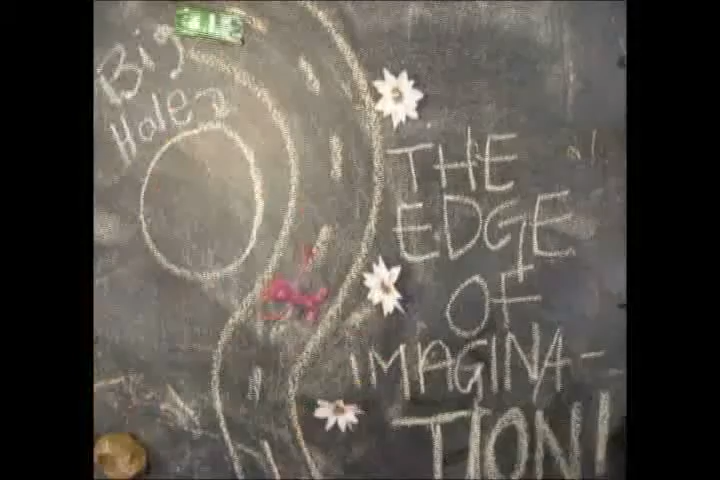 Big
Hole
THE
EDGE
OF
IMAGINA-
TION!